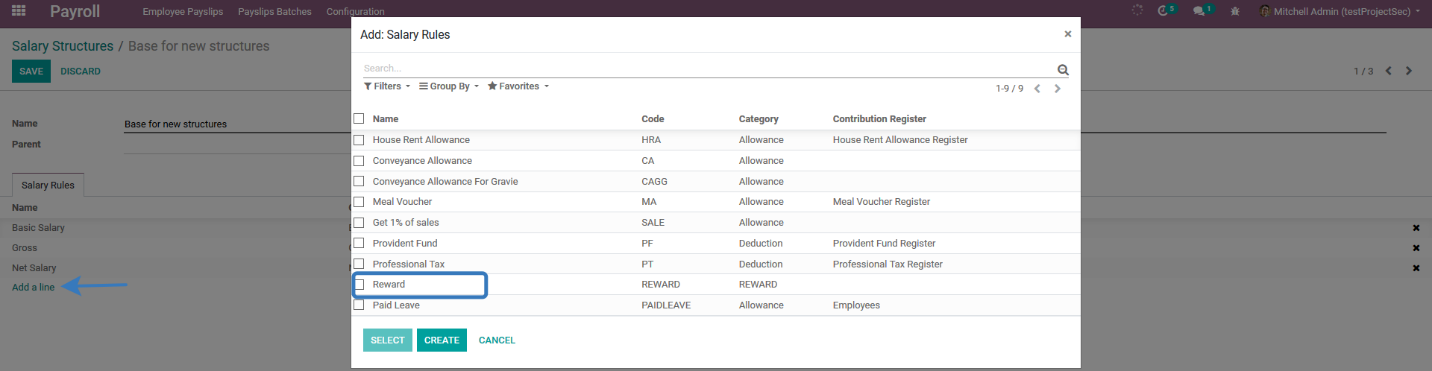 Payroll Employee Payslips Payslips Batches Configuration 5 1 Mitchell Admin (testProjectSec)
Salary Structures / Base for new structures
SAVE DISCARD
1 / 3
Name Base for new structures
Parent
Salary Rules
Name
Basic Salary
Gross
Net Salary
Add a line
Add: Salary Rules ×
Search...
Filters Group By Favorites
1-9 / 9
Name Code Category Contribution Register
House Rent Allowance HRA Allowance House Rent Allowance Register
Conveyance Allowance CA Allowance
Conveyance Allowance For Gravie CAGG Allowance
Meal Voucher MA Allowance Meal Voucher Register
Get 1% of sales SALE Allowance
Provident Fund PF Deduction Provident Fund Register
Professional Tax PT Deduction Professional Tax Register
Reward REWARD REWARD
Paid Leave PAIDLEAVE Allowance Employees
SELECT CREATE CANCEL